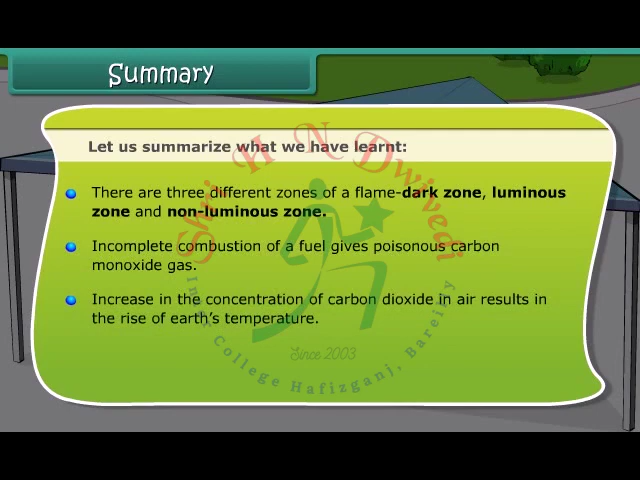 Summary
Let us summarize what we have learnt:
There are three different zones of a flame-dark zone, luminous
zone and non-luminous zone.
Incomplete combustion of a fuel gives poisonous carbon
monoxide gas.
Increase in the concentration of carbon dioxide in air results in
the rise of earth's temperature.
Shri H N Dwivedi
Inter College Hafizganj, Bareilly
Since 2003